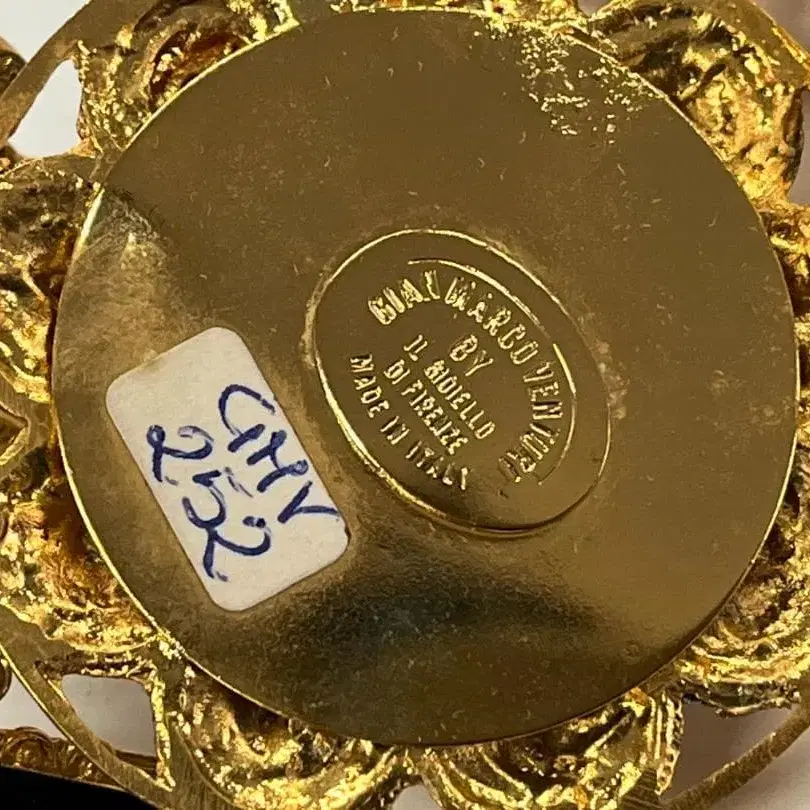 GIANMARCO VENTURI
BY
IL GIOIELLO
DI FIRENZE
MADE IN ITALY
GMV
252